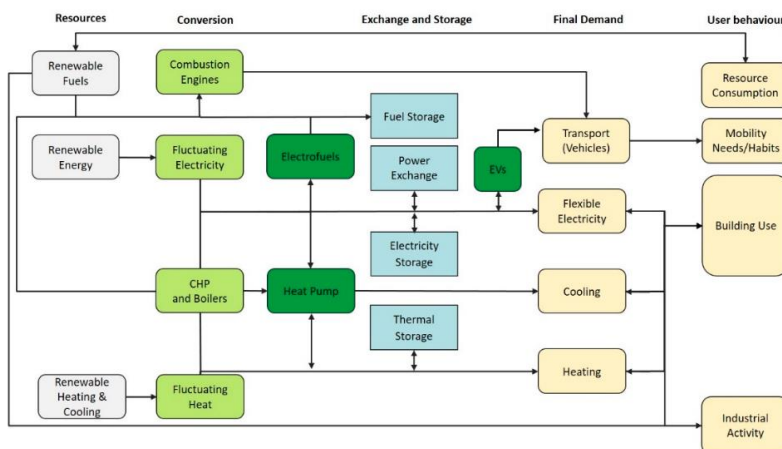 Resources
Conversion
Exchange and Storage
Final Demand
User behaviour
Renewable
Fuels
Combustion
Engines
Resource
Consumption
Fuel Storage
Renewable
Energy
Fluctuating
Electricity
Electrofuels
Power
Exchange
EVs
Transport
(Vehicles)
Mobility
Needs/Habits
Flexible
Electricity
Building Use
Electricity
Storage
CHP
and Boilers
Heat Pump
Cooling
Thermal
Storage
Heating
Renewable
Heating &
Cooling
Fluctuating
Heat
Industrial
Activity